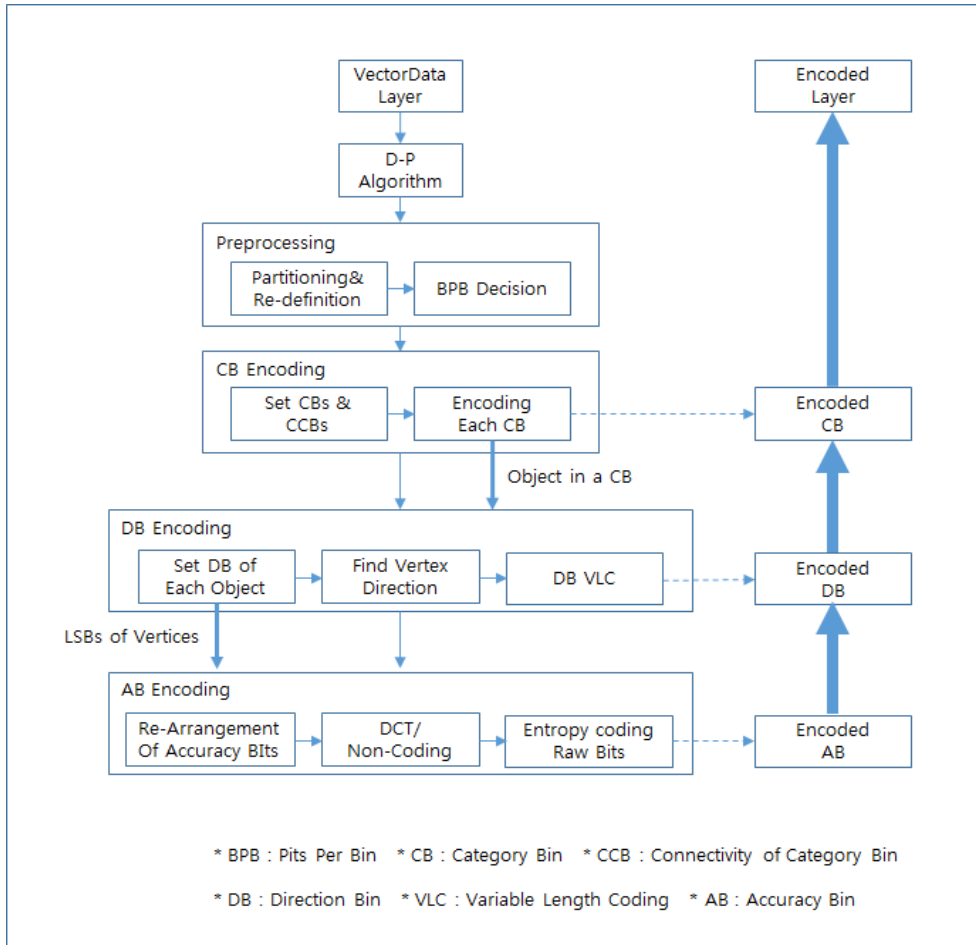 VectorData
Layer
Encoded
Layer
D-P
Algorithm
Preprocessing
Partitioning&
Re-definition
BPB Decision
CB Encoding
Set CBs &
CCBs
Encoding
Each CB
Encoded
CB
Object in a CB
DB Encoding
Set DB of
Each Object
Find Vertex
Direction
DB VLC
Encoded
DB
LSBs of Vertices
AB Encoding
Re-Arrangement
Of Accuracy BIts
DCT/
Non-Coding
Entropy coding
Raw Bits
Encoded
AB
* BPB : Pits Per Bin * CB : Category Bin * CCB : Connectivity of Category Bin
* DB : Direction Bin * VLC : Variable Length Coding * AB : Accuracy Bin